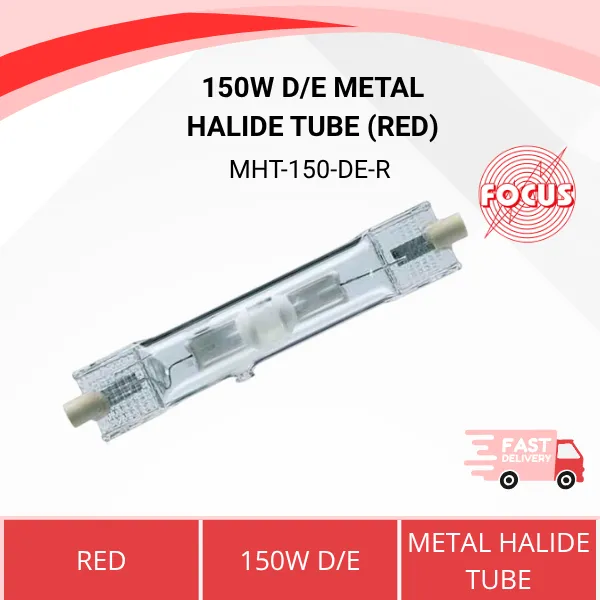 150W D/E METAL
HALIDE TUBE (RED)
MHT-150-DE-R
FOCUS
FAST
DELIVERY
RED
150W D/E
METAL HALIDE
TUBE